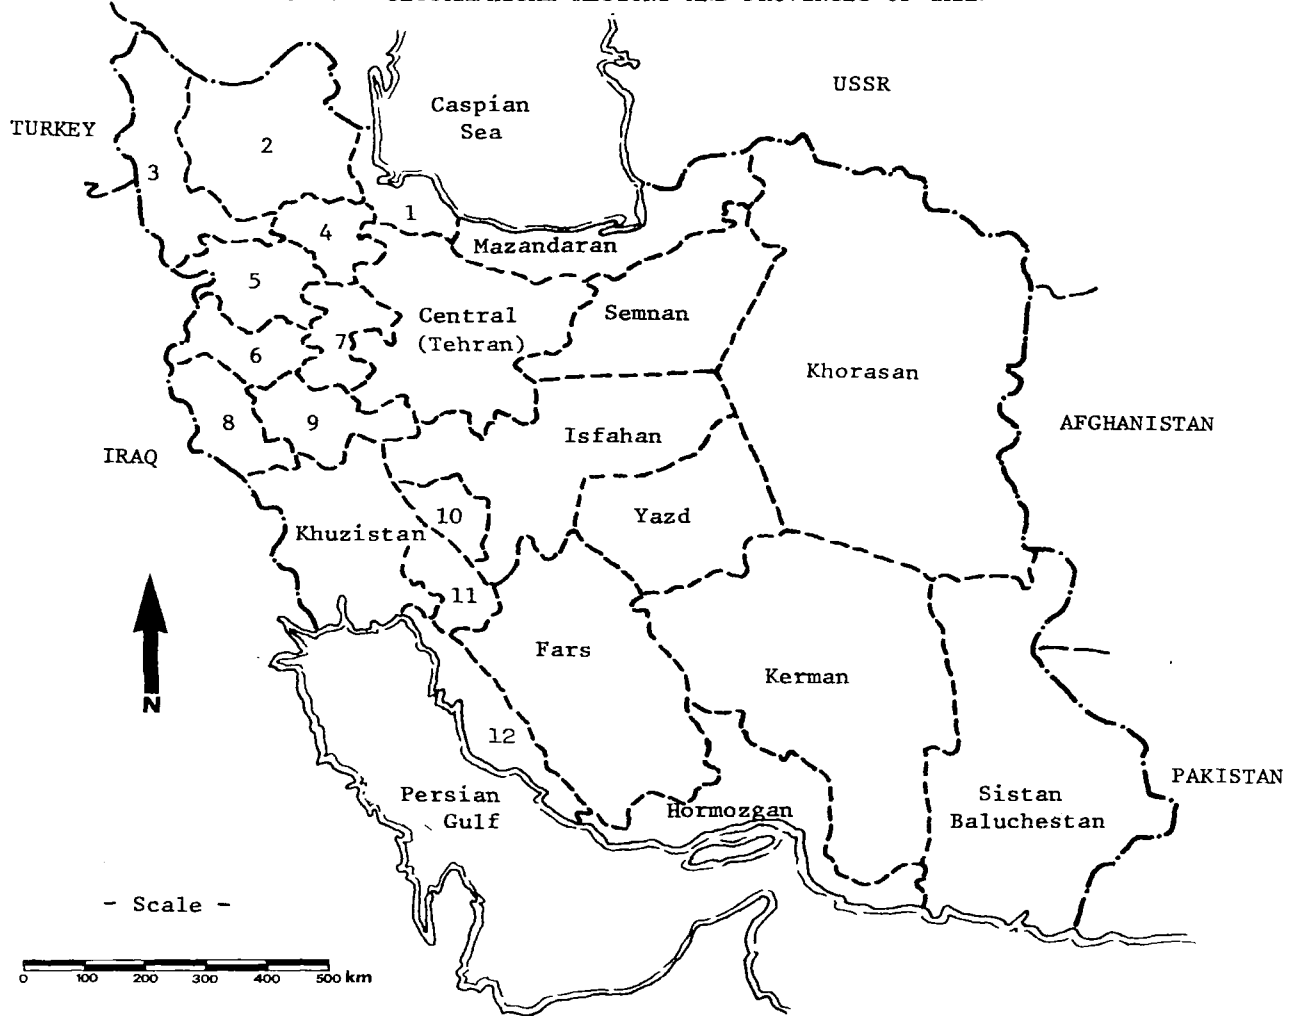 Caspian
Sea
USSR
TURKEY
2
3
1
4
Mazandaran
5
Central
(Tehran)
Semnan
7
6
Khorasan
8
9
Isfahan
AFGHANISTAN
IRAQ
10
Yazd
Khuzistan
11
Fars
Kerman
N
12
PAKISTAN
Persian
Gulf
Hormozgan
Sistan
Baluchestan
- Scale -
0 100 200 300 400 500 km